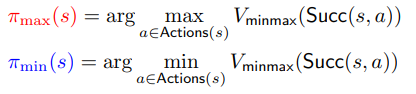 π_max(s) = arg max_{a∈Actions(s)} V_minmax(Succ(s, a))
π_min(s) = arg min_{a∈Actions(s)} V_minmax(Succ(s, a))